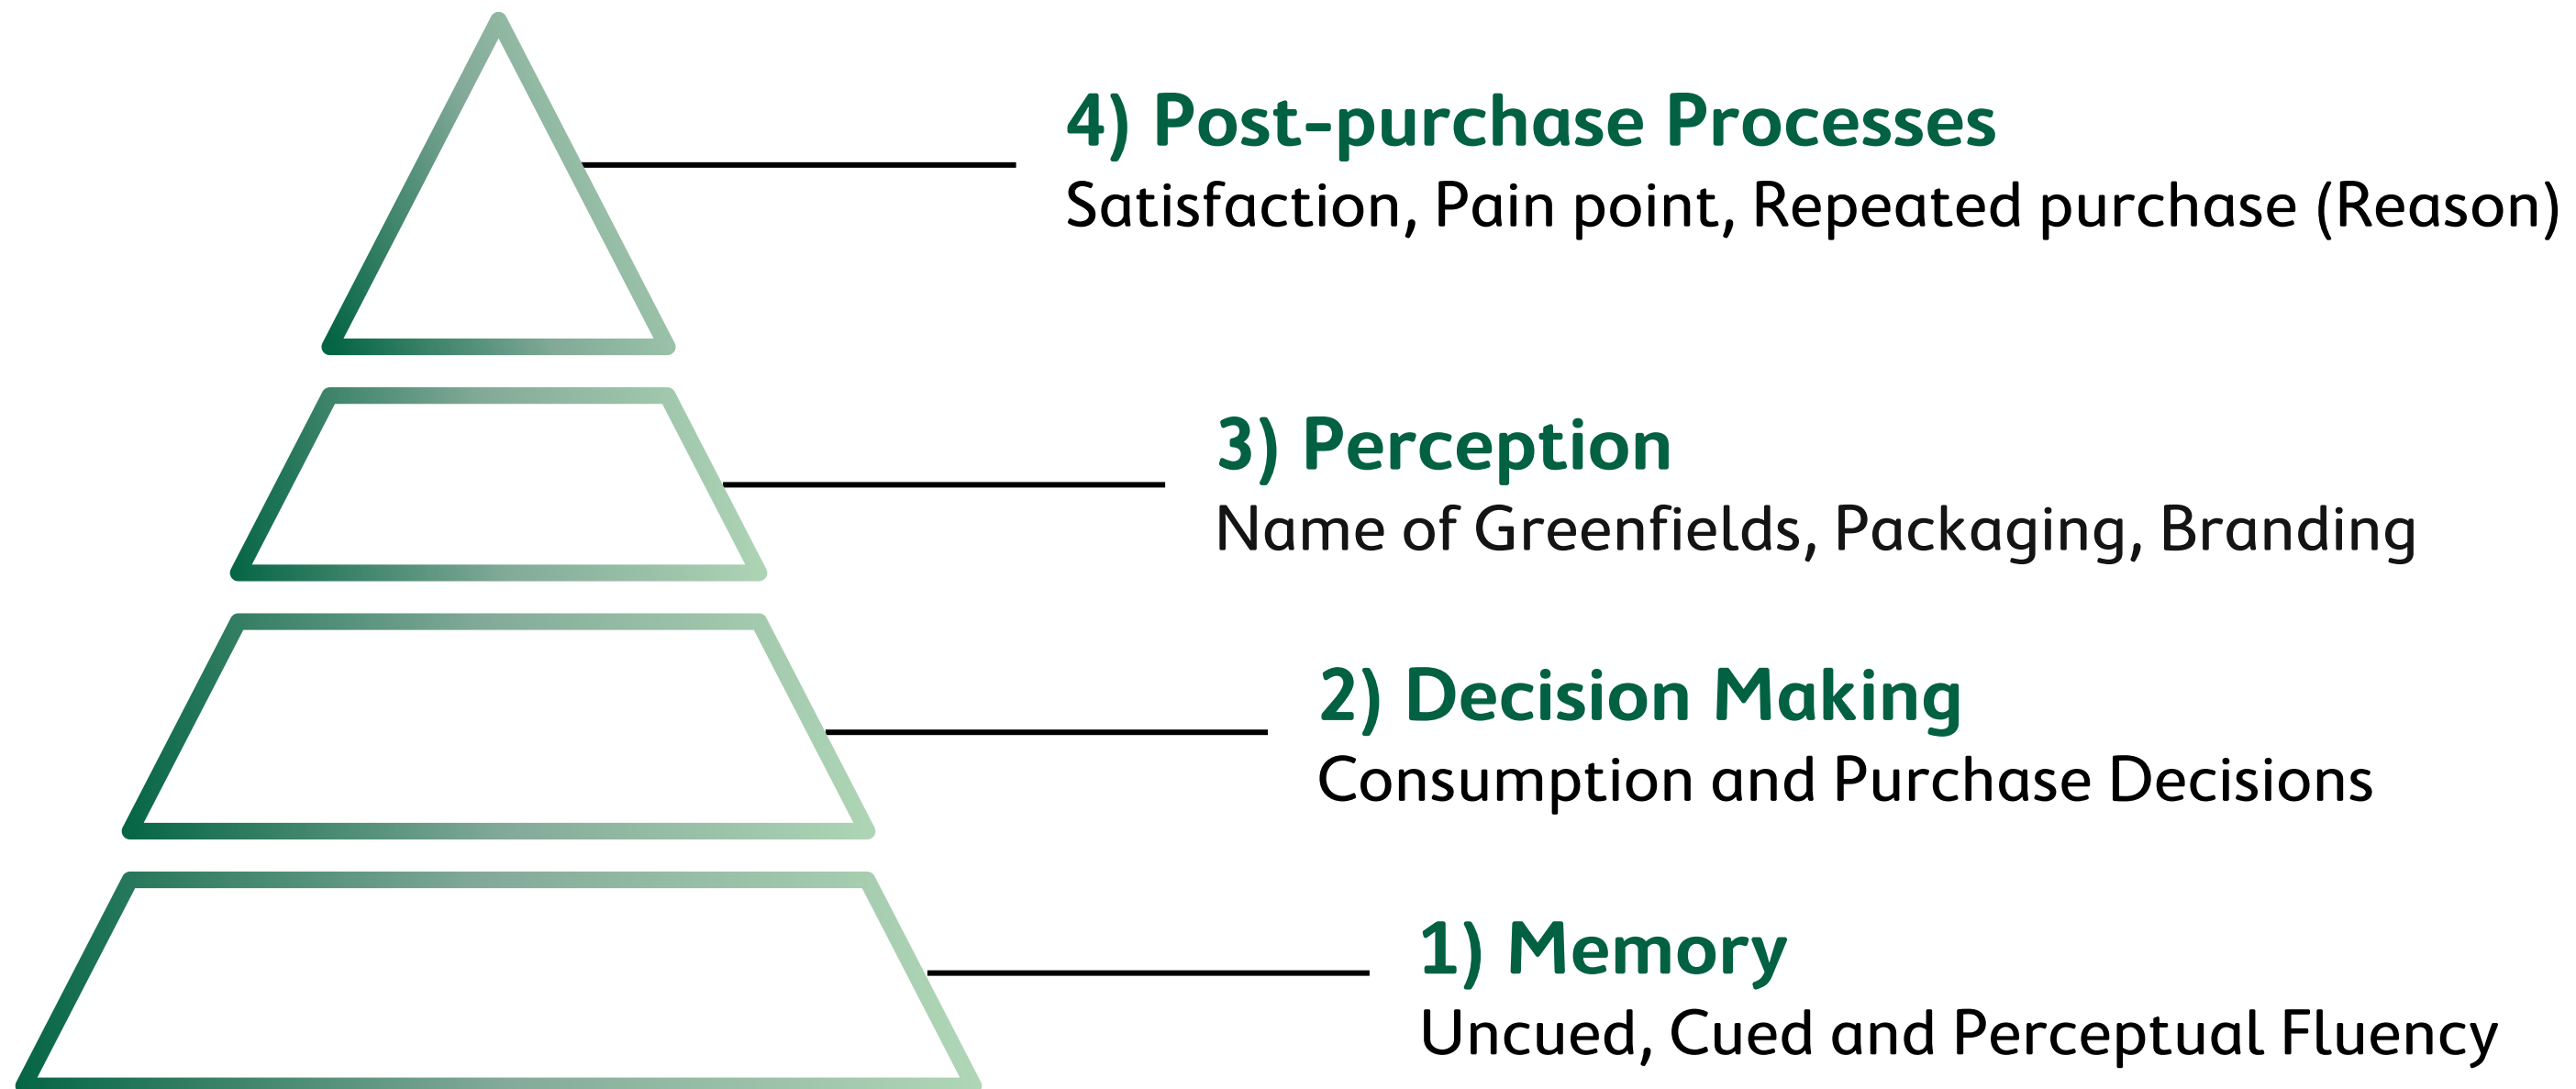 4) Post-purchase Processes
Satisfaction, Pain point, Repeated purchase (Reason)
3) Perception
Name of Greenfields, Packaging, Branding
2) Decision Making
Consumption and Purchase Decisions
1) Memory
Uncued, Cued and Perceptual Fluency